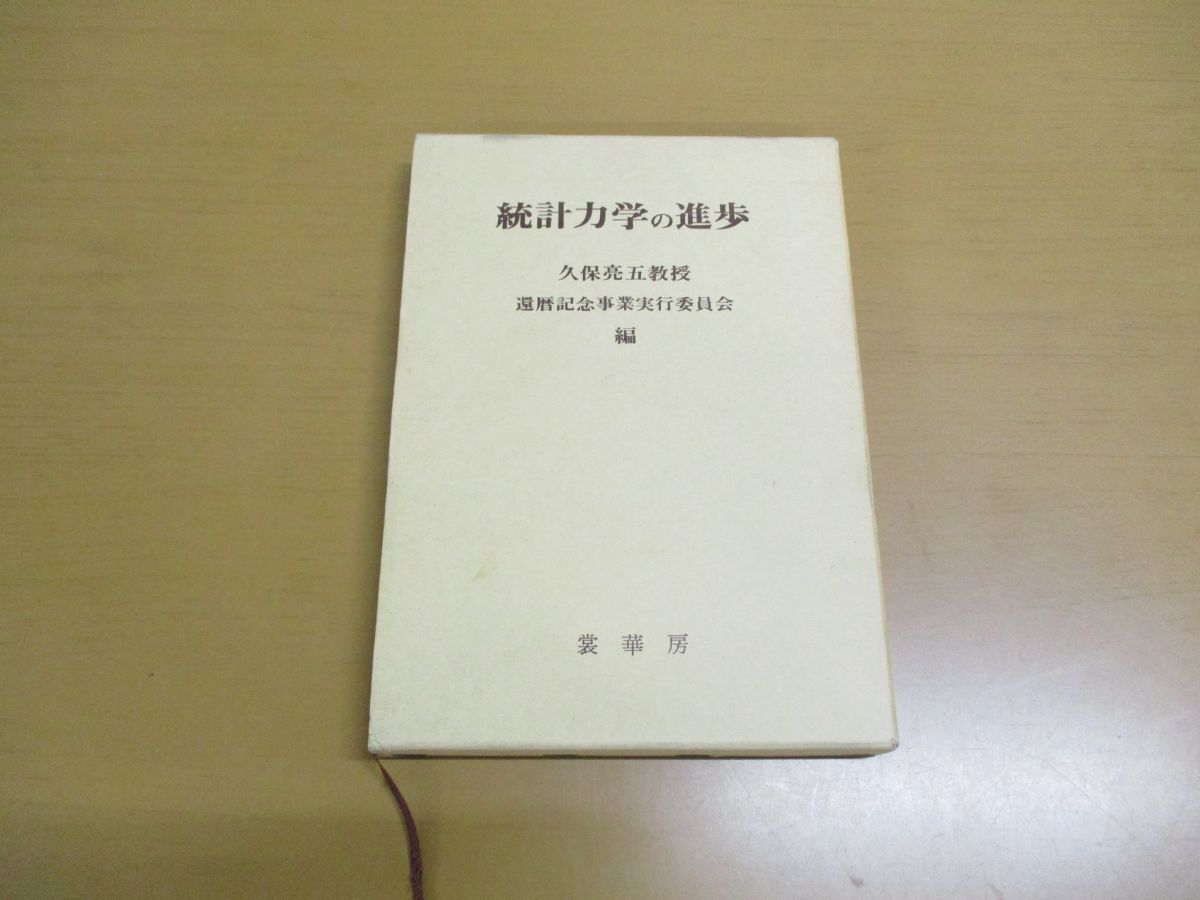 統計力学の進歩
久保亮五教授
還暦記念事業実行委員会
編
裳華房